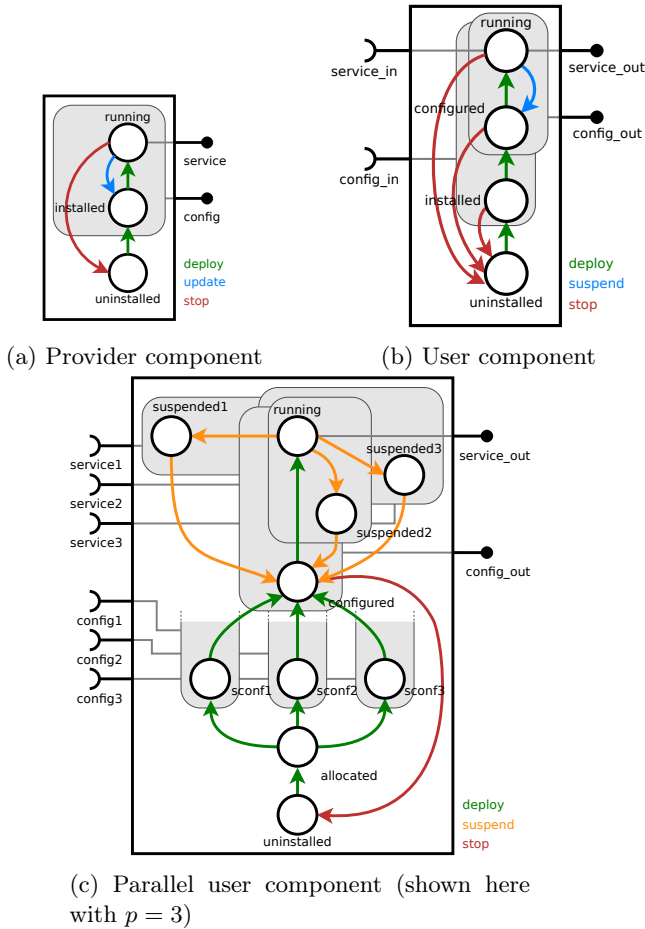 running
service
installed
config
uninstalled
deploy
update
stop
(a) Provider component
running
service_in
service_out
configured
config_out
config_in
installed
uninstalled
deploy
suspend
stop
(b) User component
suspended1
running
service1
service_out
suspended3
service2
service3
suspended2
config_out
configured
config1
config2
config3
sconf1
sconf2
sconf3
allocated
uninstalled
deploy
suspend
stop
(c) Parallel user component (shown here
with p = 3)